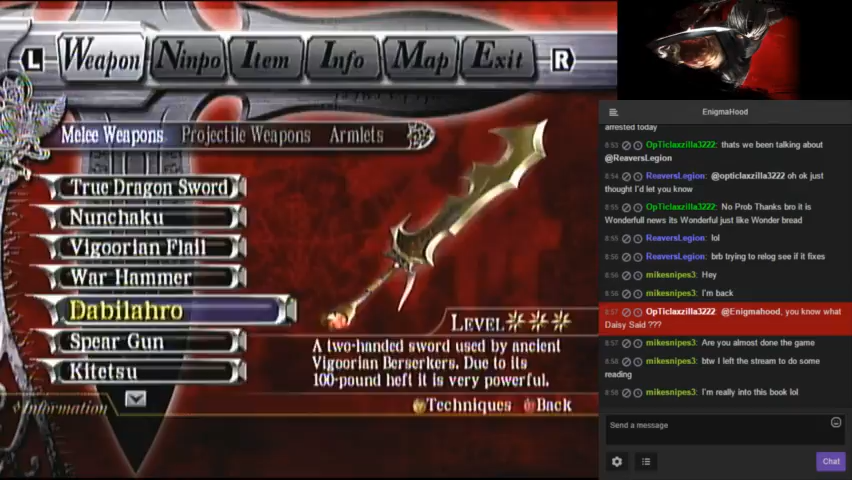 L Weapon Ninpo Item Info Map Exit R
Melee Weapons Projectile Weapons Armlets
True Dragon Sword
Nunchaku
Vigoorian Flail
War Hammer
Dabilahro
Spear Gun
Kitetsu
Information
LEVEL
A two-handed sword used by ancient
Vigoorian Berserkers. Due to its
100-pound heft it is very powerful.
Techniques Back
EnigmaHood
arrested today
8:53 OpTiclaxzilla3222: thats we been talking about
@ReaversLegion
8:54 ReaversLegion: @opticlaxzilla3222 oh ok just
thought I'd let you know
8:55 OpTiclaxzilla3222: No Prob Thanks bro it is
Wonderfull news its Wonderful just like Wonder bread
8:55 ReaversLegion: lol
8:56 ReaversLegion: brb trying to relog see if it fixes
8:56 mikesnipes3: Hey
8:56 mikesnipes3: I'm back
8:57 OpTiclaxzilla3222: @Enigmahood, you know what
Daisy Said ???
8:57 mikesnipes3: Are you almost done the game
8:58 mikesnipes3: btw I left the stream to do some
reading
8:58 mikesnipes3: I'm really into this book lol
Send a message
Chat